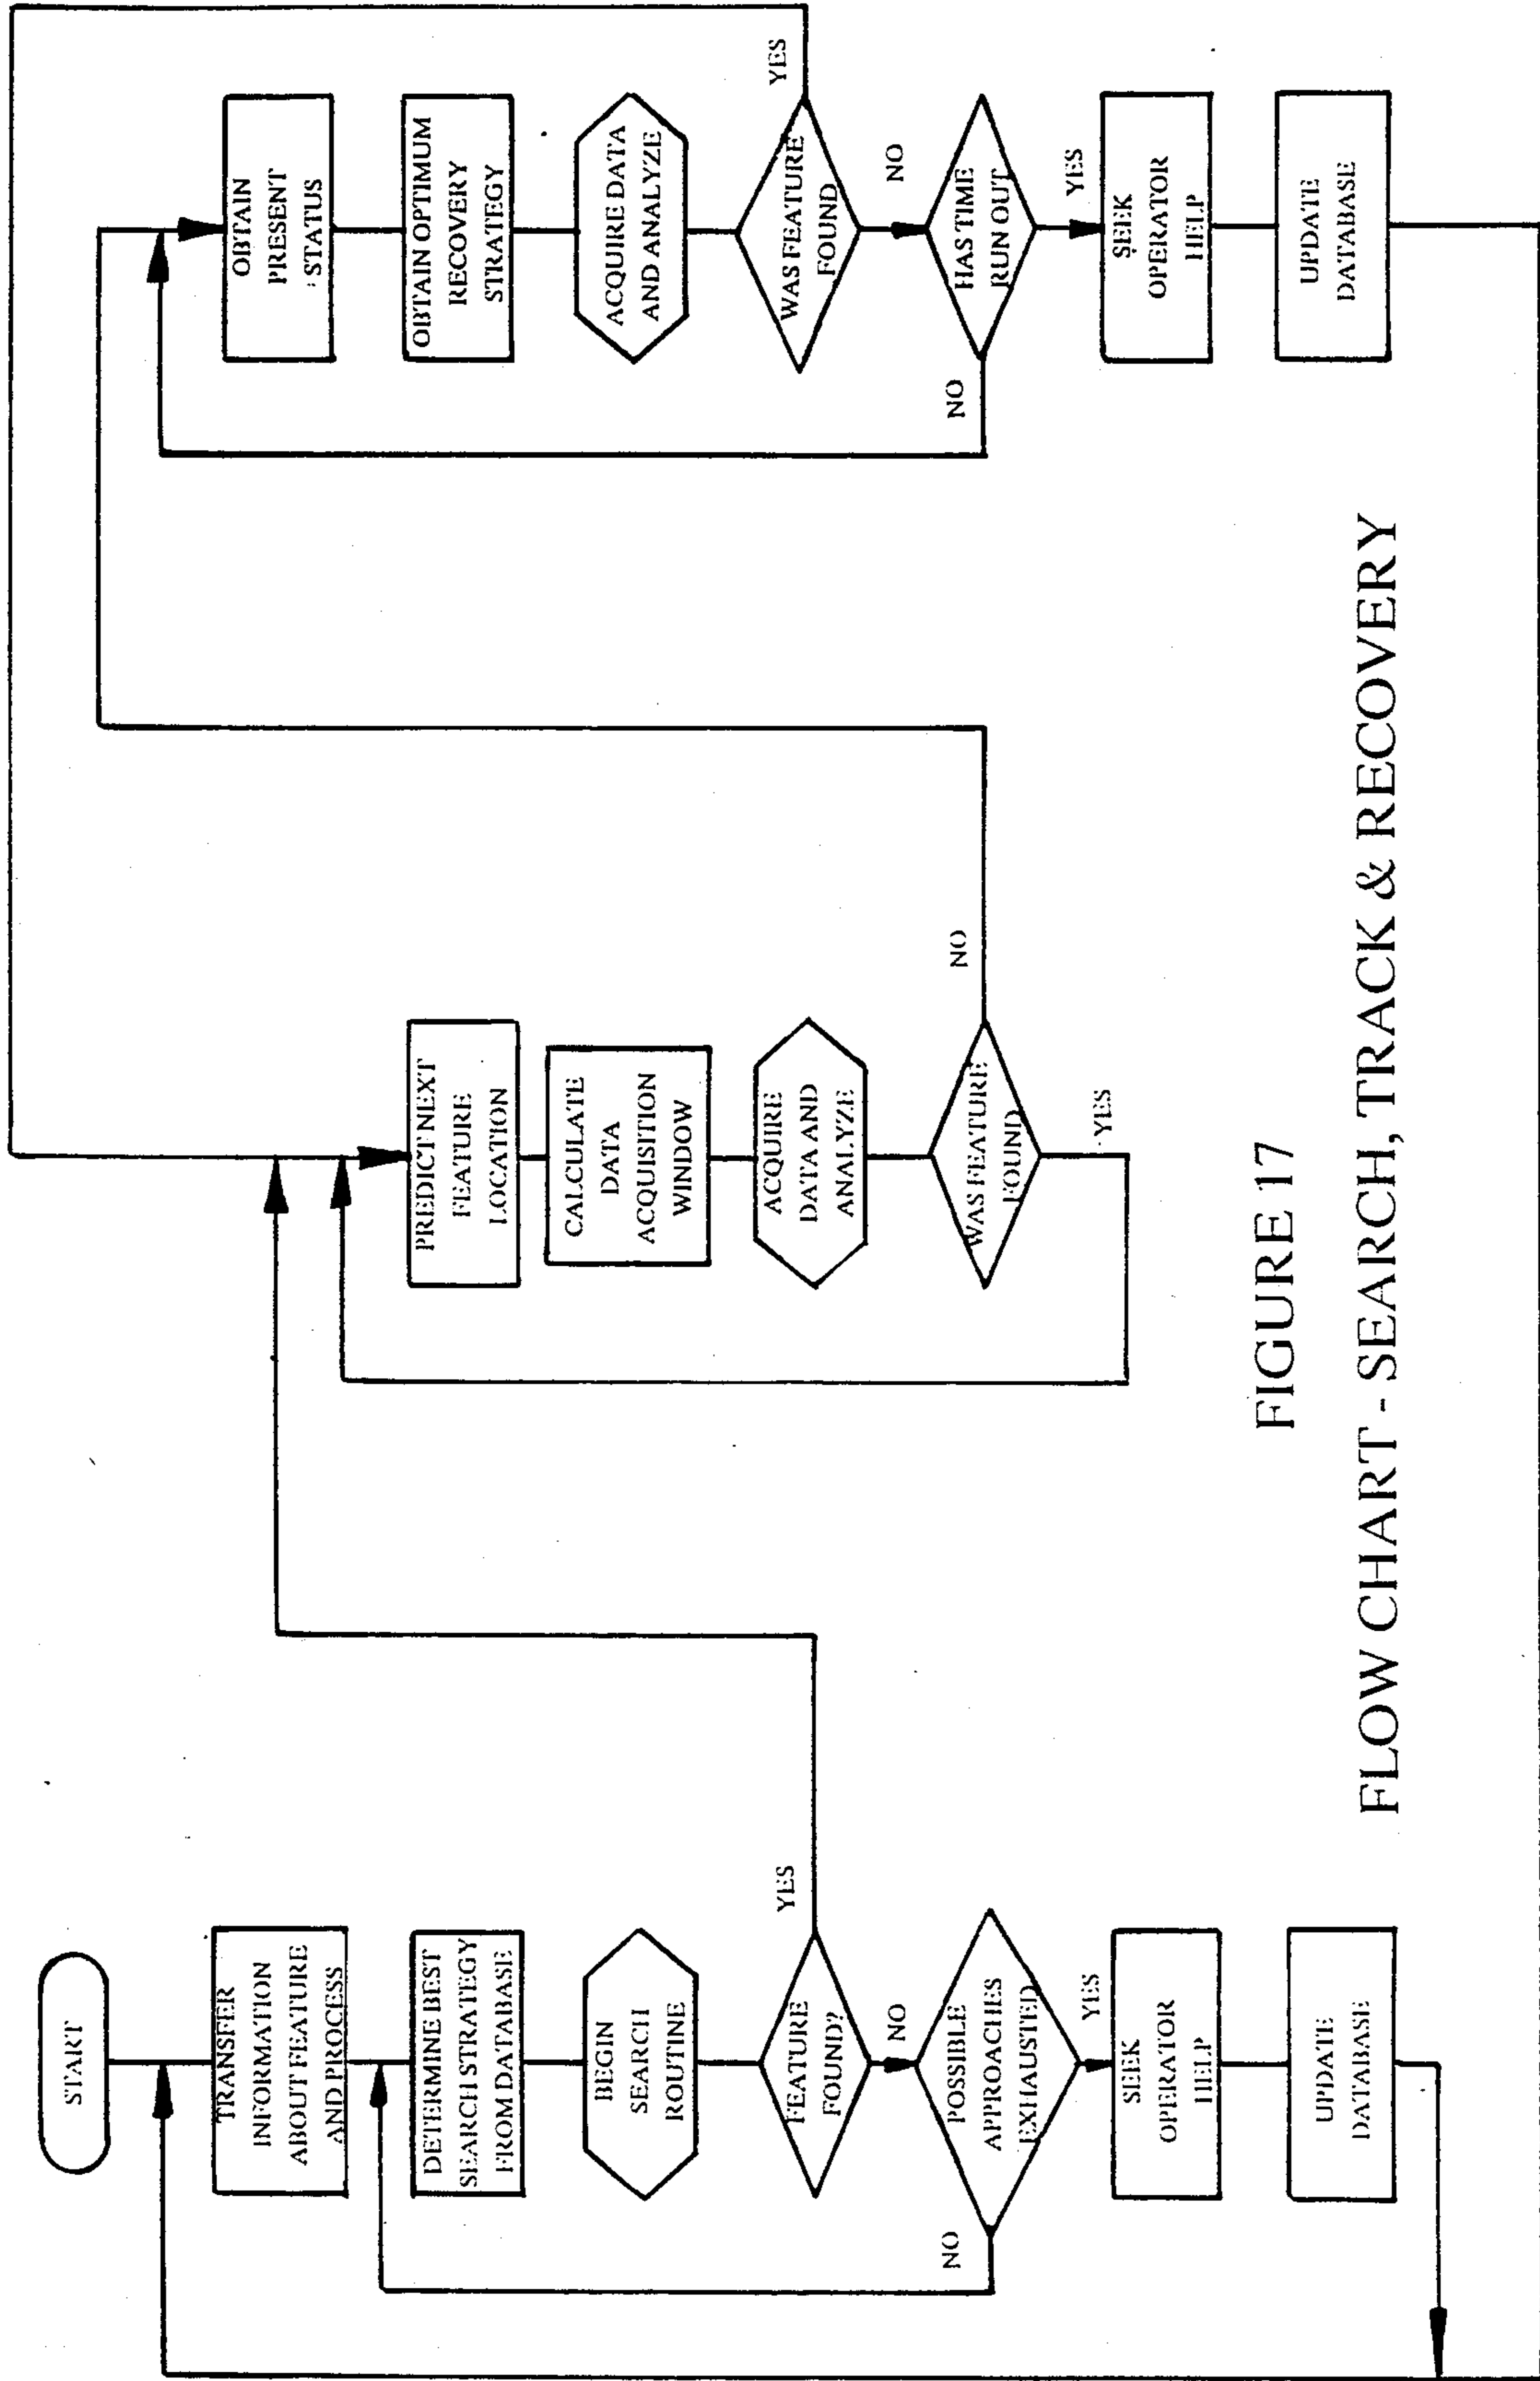 START
TRANSFER
INFORMATION
ABOUT FEATURE
AND PROCESS
DETERMINE BEST
SEARCH STRATEGY
FROM DATABASE
BEGIN
SEARCH
ROUTINE
FEATURE
FOUND?
YES
NO
POSSIBLE
APPROACHES
EXHAUSTED
NO
YES
SEEK
OPERATOR
HELP
UPDATE
DATABASE
PREDICT NEXT
FEATURE
LOCATION
CALCULATE
DATA
ACQUISITION
WINDOW
ACQUIRE
DATA AND
ANALYZE
WAS FEATURE
FOUND
NO
YES
OBTAIN
PRESENT
STATUS
OBTAIN OPTIMUM
RECOVERY
STRATEGY
ACQUIRE DATA
AND ANALYZE
WAS FEATURE
FOUND
YES
NO
HAS TIME
RUN OUT
NO
YES
SEEK
OPERATOR
HELP
UPDATE
DATABASE
FIGURE 17
FLOW CHART - SEARCH, TRACK & RECOVERY